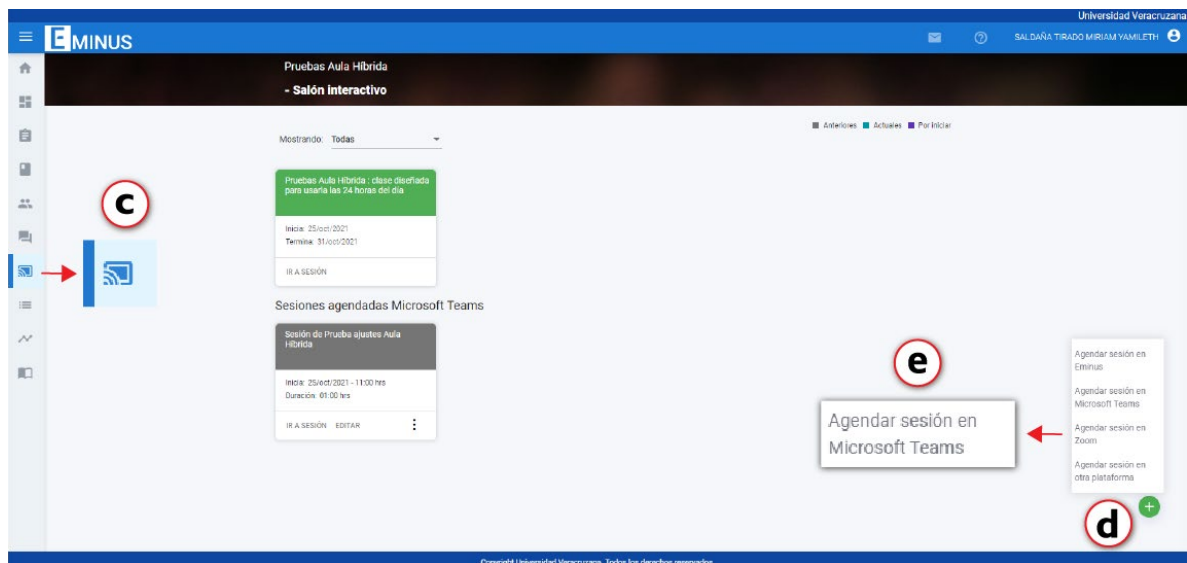 Universidad Veracruzana
EMINUS
SALDAÑA TIRADO MIRIAM YAMILETH
Pruebas Aula Híbrida
- Salón interactivo
Mostrando: Todas
Anteriores Actuales Por iniciar
Pruebas Aula Híbrida : clase diseñada
para usarla las 24 horas del día
Inicia: 25/oct/2021
Termina: 31/oct/2021
IR A SESIÓN
c
Sesiones agendadas Microsoft Teams
Sesión de Prueba ajustes Aula
Híbrida
Inicia: 25/oct/2021 - 11:00 hrs
Duración: 01:00 hrs
IR A SESIÓN EDITAR
e
Agendar sesión en
Microsoft Teams
Agendar sesión en
Eminus
Agendar sesión en
Microsoft Teams
Agendar sesión en
Zoom
Agendar sesión en
otra plataforma
d
Copyright Universidad Veracruzana. Todos los derechos reservados